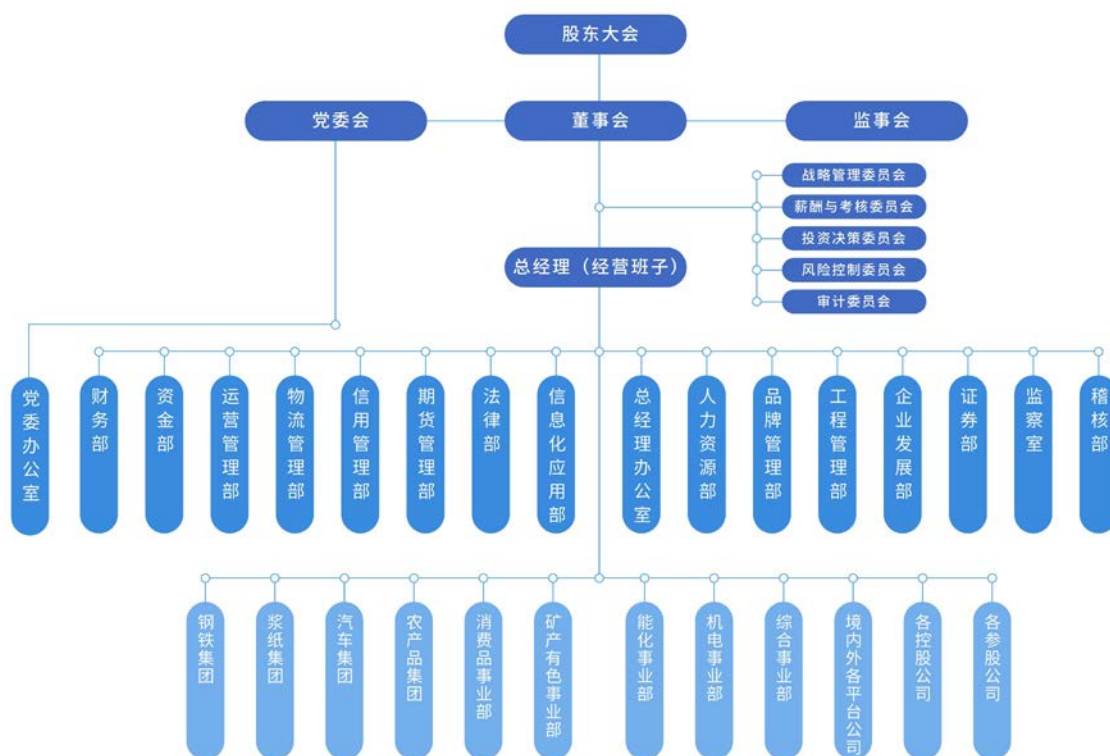 股东大会
党委会
董事会
监事会
战略管理委员会
薪酬与考核委员会
投资决策委员会
风险控制委员会
审计委员会
总经理（经营班子）
党委办公室
财务部
资金部
运营管理部
物流管理部
信用管理部
期货管理部
法律部
信息化应用部
总经理办公室
人力资源部
品牌管理部
工程管理部
企业发展部
证券部
监察室
稽核部
钢铁集团
浆纸集团
汽车集团
农产品集团
消费品事业部
矿产有色事业部
能化事业部
机电事业部
综合事业部
境内外各平台公司
各控股公司
各参股公司